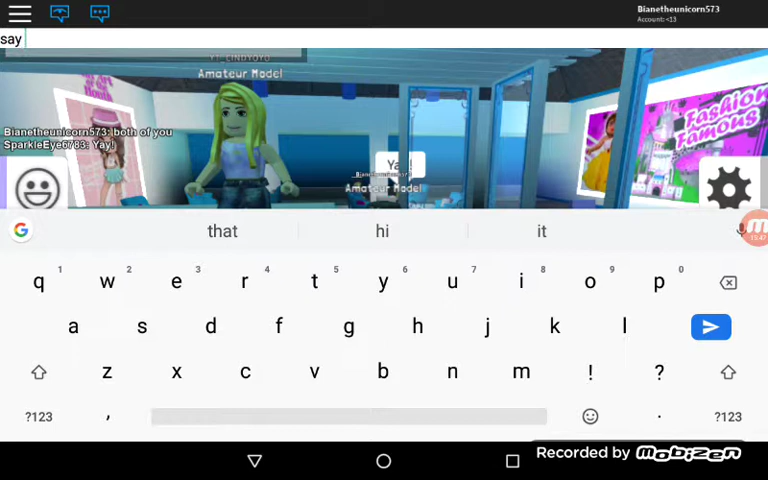 Bianetheunicorn573
Account: <13
say
Amateur Model
Fashion
Famous
Bianetheunicorn573: both of you
SparkleEye6783: Yay!
Amateur Model
that hi it
1 2 3 4 5 6 7 8 9 0
q w e r t y u i o p
a s d f g h j k l
z x c v b n m ! ?
?123 , . ?123
Recorded by Mobizen